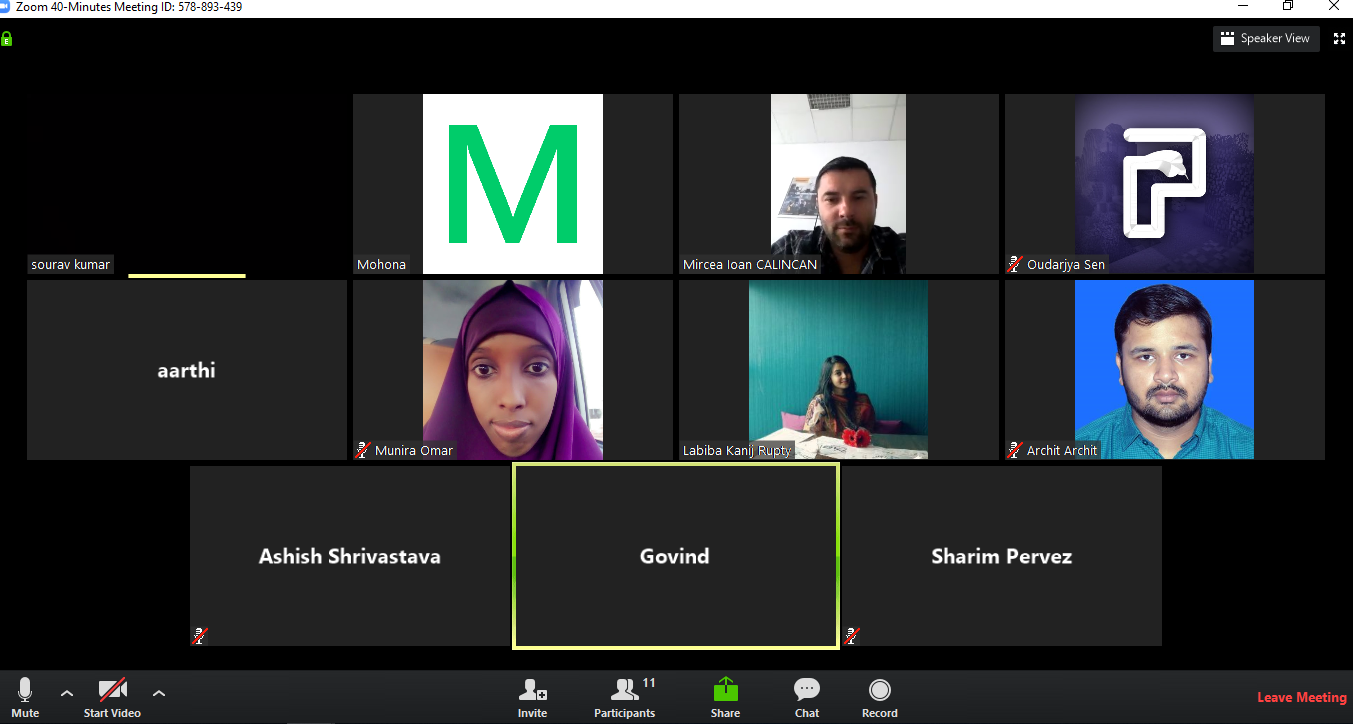 Zoom 40-Minutes Meeting ID: 578-893-439
Speaker View
sourav kumar
M
Mohona
Mircea Ioan CALINCAN
P
Oudarjya Sen
aarthi
Munira Omar
Labiba Kanij Rupty
Archit Archit
Ashish Shrivastava
Govind
Sharim Pervez
Mute
Start Video
Invite
11
Participants
Share
Chat
Record
Leave Meeting